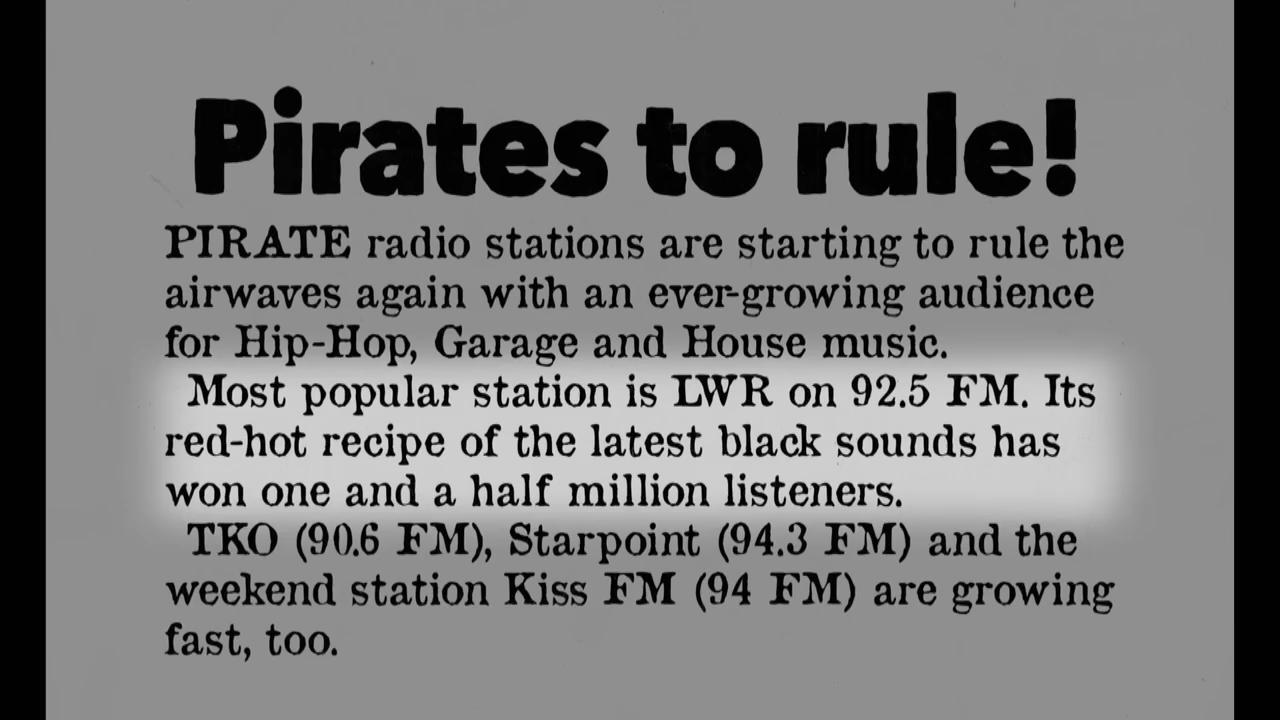 Pirates to rule!
PIRATE radio stations are starting to rule the
airwaves again with an ever-growing audience
for Hip-Hop, Garage and House music.
Most popular station is LWR on 92.5 FM. Its
red-hot recipe of the latest black sounds has
won one and a half million listeners.
TKO (90.6 FM), Starpoint (94.3 FM) and the
weekend station Kiss FM (94 FM) are growing
fast, too.